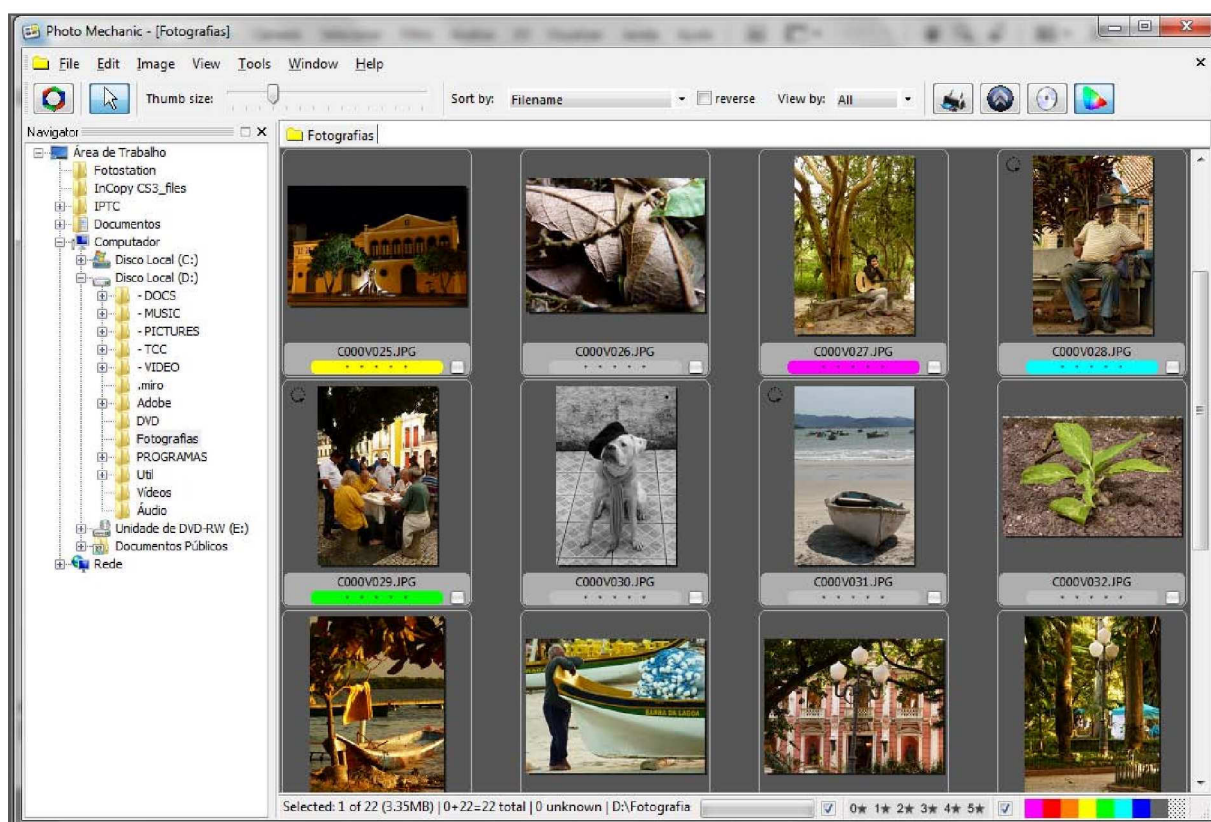 Photo Mechanic - [Fotografias]
File Edit Image View Tools Window Help
Thumb size: Sort by: Filename reverse View by: All
Navigator
Fotografias
Área de Trabalho
Fotostation
InCopy CS3_files
IPTC
Documentos
Computador
Disco Local (C:)
Disco Local (D:)
- DOCS
- MUSIC
- PICTURES
- TCC
- VIDEO
.miro
Adobe
DVD
Fotografias
PROGRAMAS
Util
Vídeos
Áudio
Unidade de DVD-RW (E:)
Documentos Públicos
Rede
C000V025.JPG C000V026.JPG C000V027.JPG C000V028.JPG
C000V029.JPG C000V030.JPG C000V031.JPG C000V032.JPG
BARRA DA LAGOA
Selected: 1 of 22 (3.35MB) | 0+22=22 total | 0 unknown | D:\Fotografia 0★ 1★ 2★ 3★ 4★ 5★